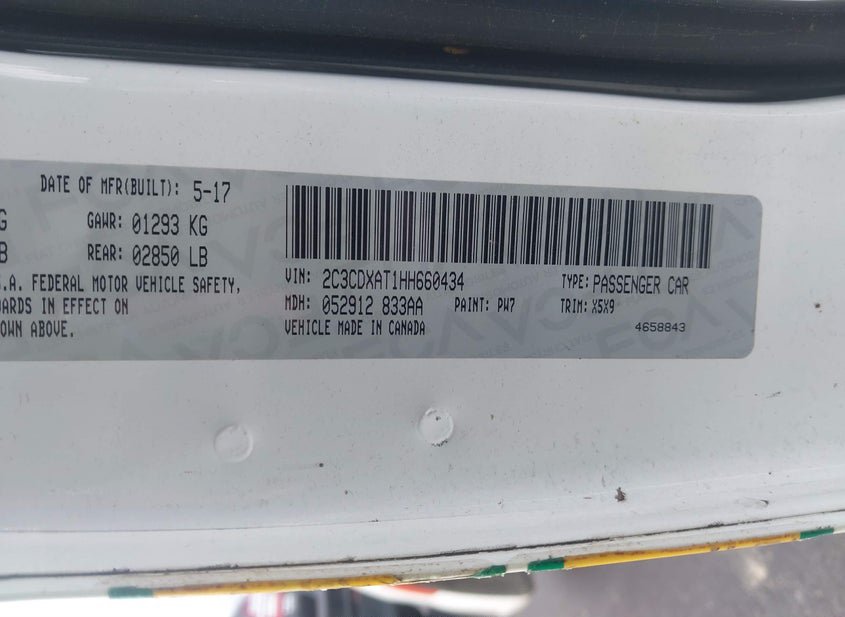 DATE OF MFR(BUILT): 5-17
G GAWR: 01293 KG
B REAR: 02850 LB
S.A. FEDERAL MOTOR VEHICLE SAFETY,
DARDS IN EFFECT ON
OWN ABOVE.
VIN: 2C3CDXAT1HH660434 TYPE: PASSENGER CAR
MDH: 052912 833AA PAINT: PW7 TRIM: X5X9
VEHICLE MADE IN CANADA 4658843